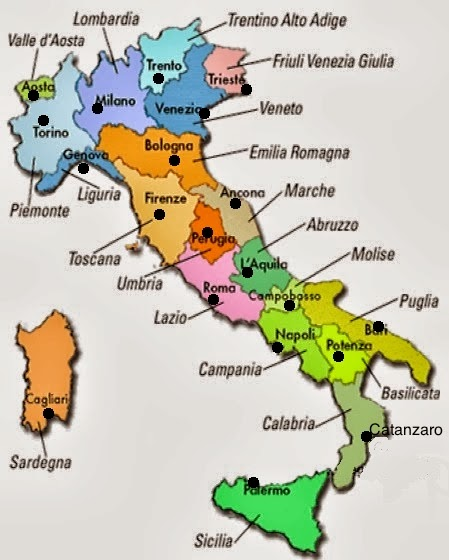 Lombardia
Trentino Alto Adige
Valle d'Aosta
Friuli Venezia Giulia
Trento
Trieste
Aosta
Milano
Venezia
Veneto
Torino
Bologna
Emilia Romagna
Genova
Liguria
Piemonte
Firenze
Ancona
Marche
Toscana
Perugia
Abruzzo
Umbria
L'Aquila
Molise
Roma
Campobosso
Lazio
Puglia
Napoli
Bari
Potenza
Campania
Basilicata
Cagliari
Calabria
Catanzaro
Sardegna
Palermo
Sicilia